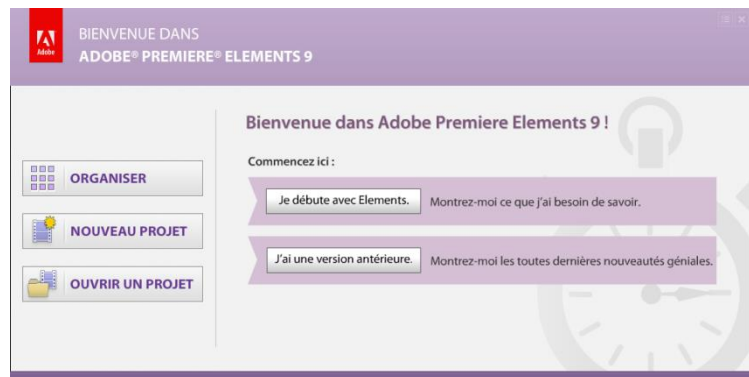 Adobe
BIENVENUE DANS
ADOBE® PREMIERE® ELEMENTS 9
Bienvenue dans Adobe Premiere Elements 9 !
Commencez ici :
ORGANISER
Je débute avec Elements. Montrez-moi ce que j'ai besoin de savoir.
NOUVEAU PROJET
J'ai une version antérieure. Montrez-moi les toutes dernières nouveautés géniales.
OUVRIR UN PROJET